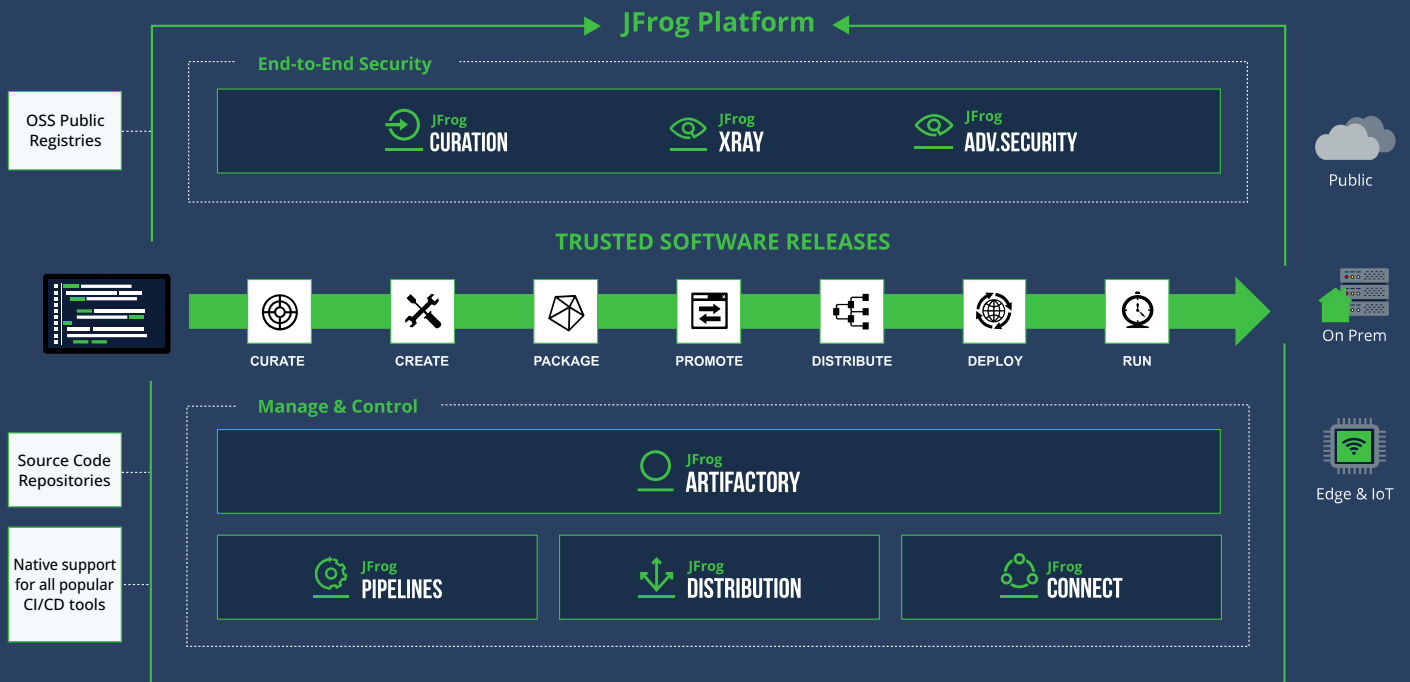 JFrog Platform
End-to-End Security
OSS Public
Registries
JFrog
CURATION
JFrog
XRAY
JFrog
ADV.SECURITY
Public
TRUSTED SOFTWARE RELEASES
CURATE
CREATE
PACKAGE
PROMOTE
DISTRIBUTE
DEPLOY
RUN
On Prem
Manage & Control
Source Code
Repositories
JFrog
ARTIFACTORY
Edge & IoT
Native support
for all popular
CI/CD tools
JFrog
PIPELINES
JFrog
DISTRIBUTION
JFrog
CONNECT